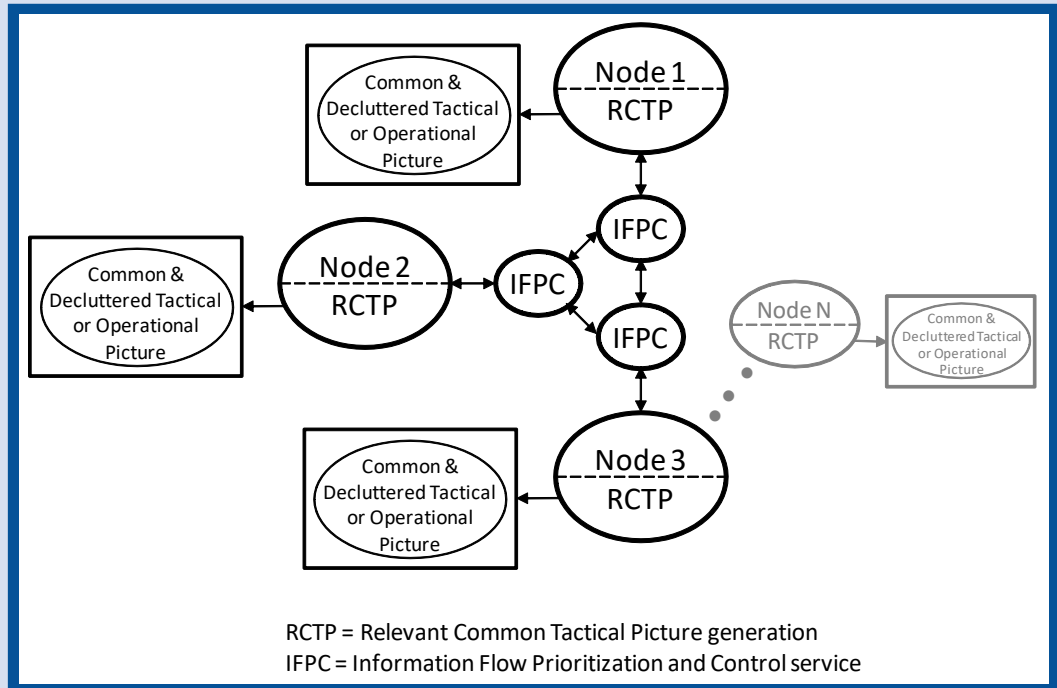 Common &
Decluttered Tactical
or Operational
Picture
Node 1
RCTP
IFPC
Common &
Decluttered Tactical
or Operational
Picture
Node 2
RCTP
IFPC
IFPC
Node N
RCTP
Common &
Decluttered Tactical
or Operational
Picture
Common &
Decluttered Tactical
or Operational
Picture
Node 3
RCTP
RCTP = Relevant Common Tactical Picture generation
IFPC = Information Flow Prioritization and Control service